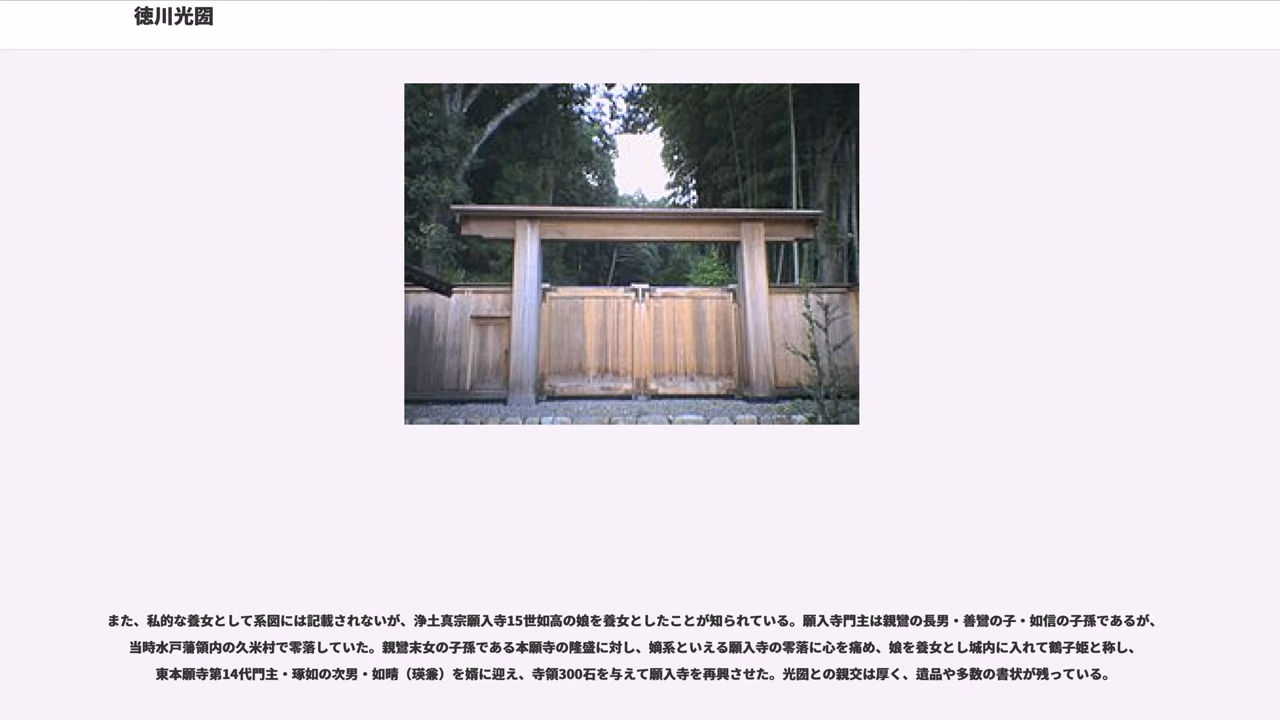 徳川光圀
また、私的な養女として系図には記載されないが、浄土真宗願入寺15世如高の娘を養女としたことが知られている。願入寺門主は親鸞の長男・善鸞の子・如信の子孫であるが、
当時水戸藩領内の久米村で零落していた。親鸞末女の子孫である本願寺の隆盛に対し、嫡系といえる願入寺の零落に心を痛め、娘を養女とし城内に入れて鶴子姫と称し、
東本願寺第14代門主・琢如の次男・如晴（瑛兼）を婿に迎え、寺領300石を与えて願入寺を再興させた。光圀との親交は厚く、遺品や多数の書状が残っている。